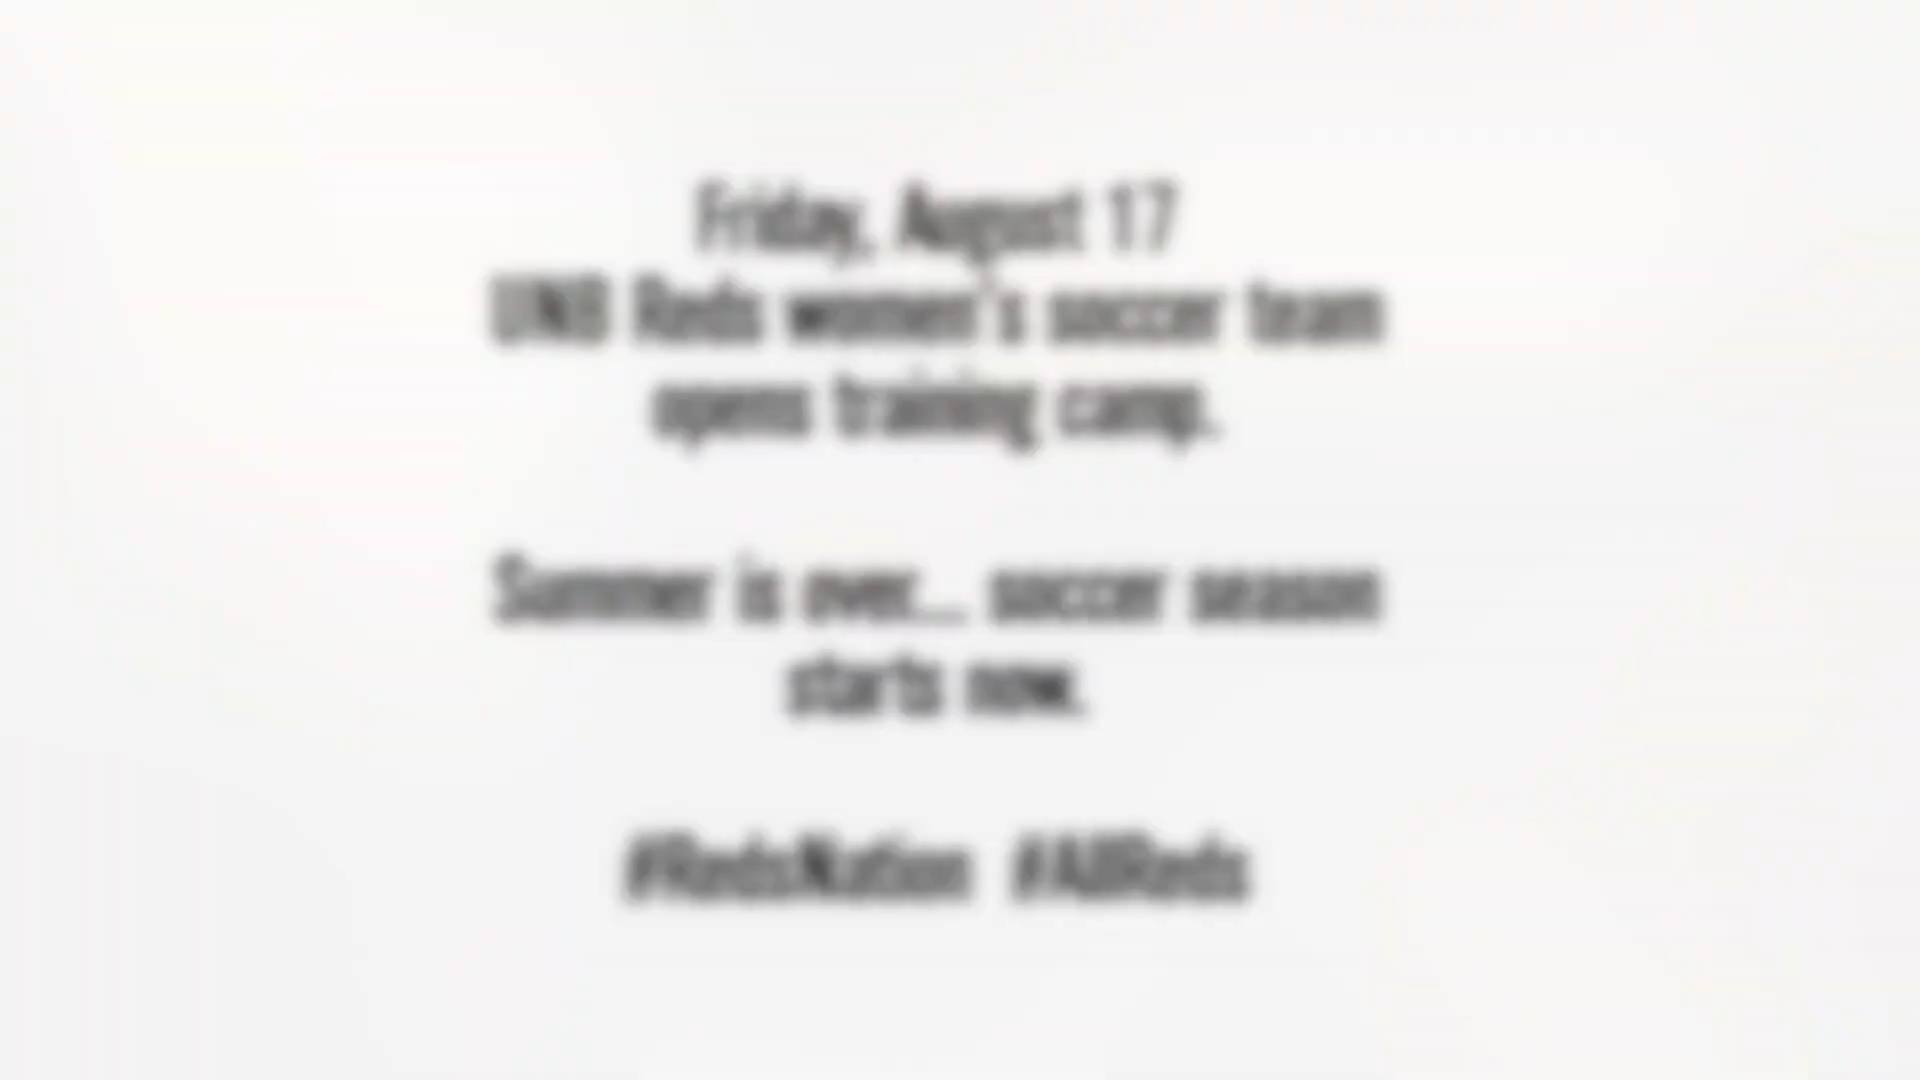 Friday, August 17
UNB Reds women's soccer team
opens training camp.
Summer is over... soccer season
starts now.
#RedsNation #AllReds